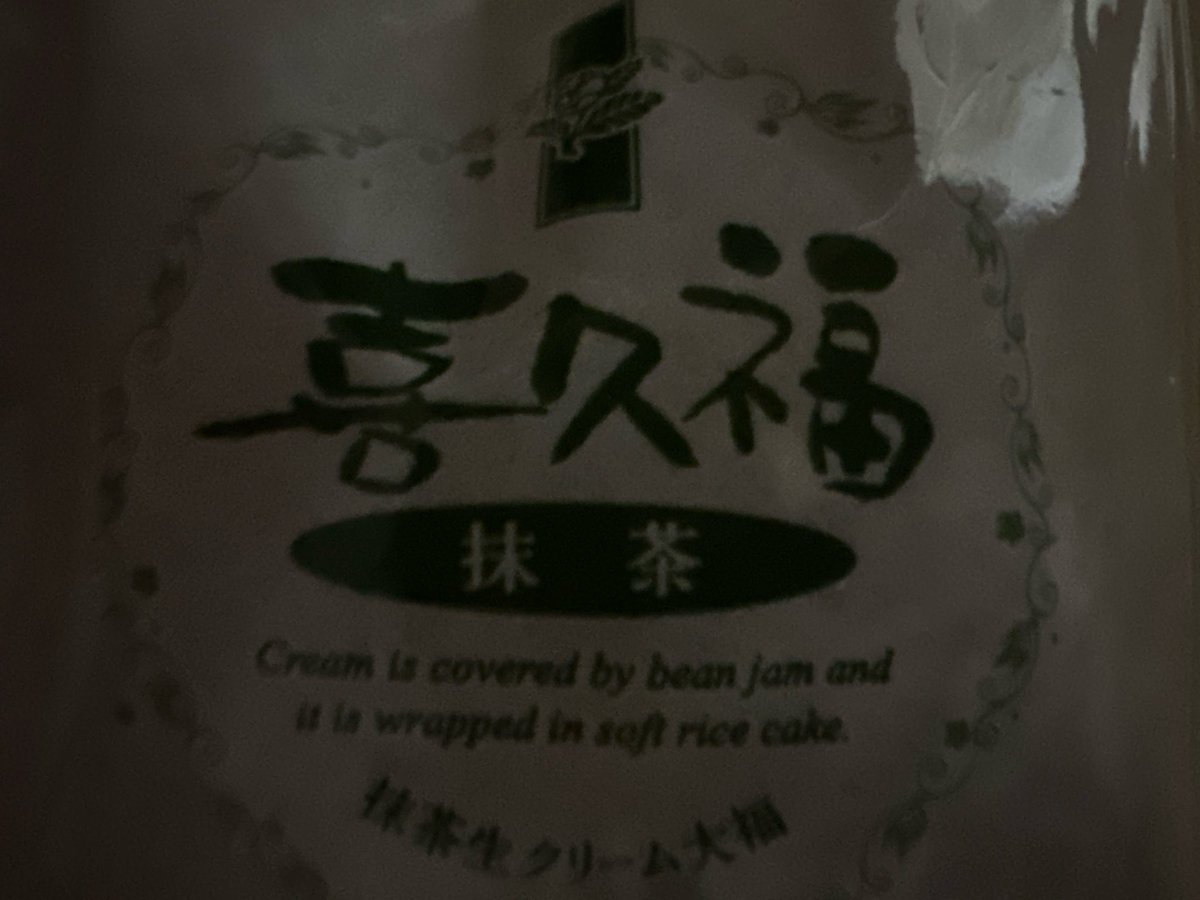 喜久福
抹茶
Cream is covered by bean jam and
it is wrapped in soft rice cake.
抹茶生クリーム大福